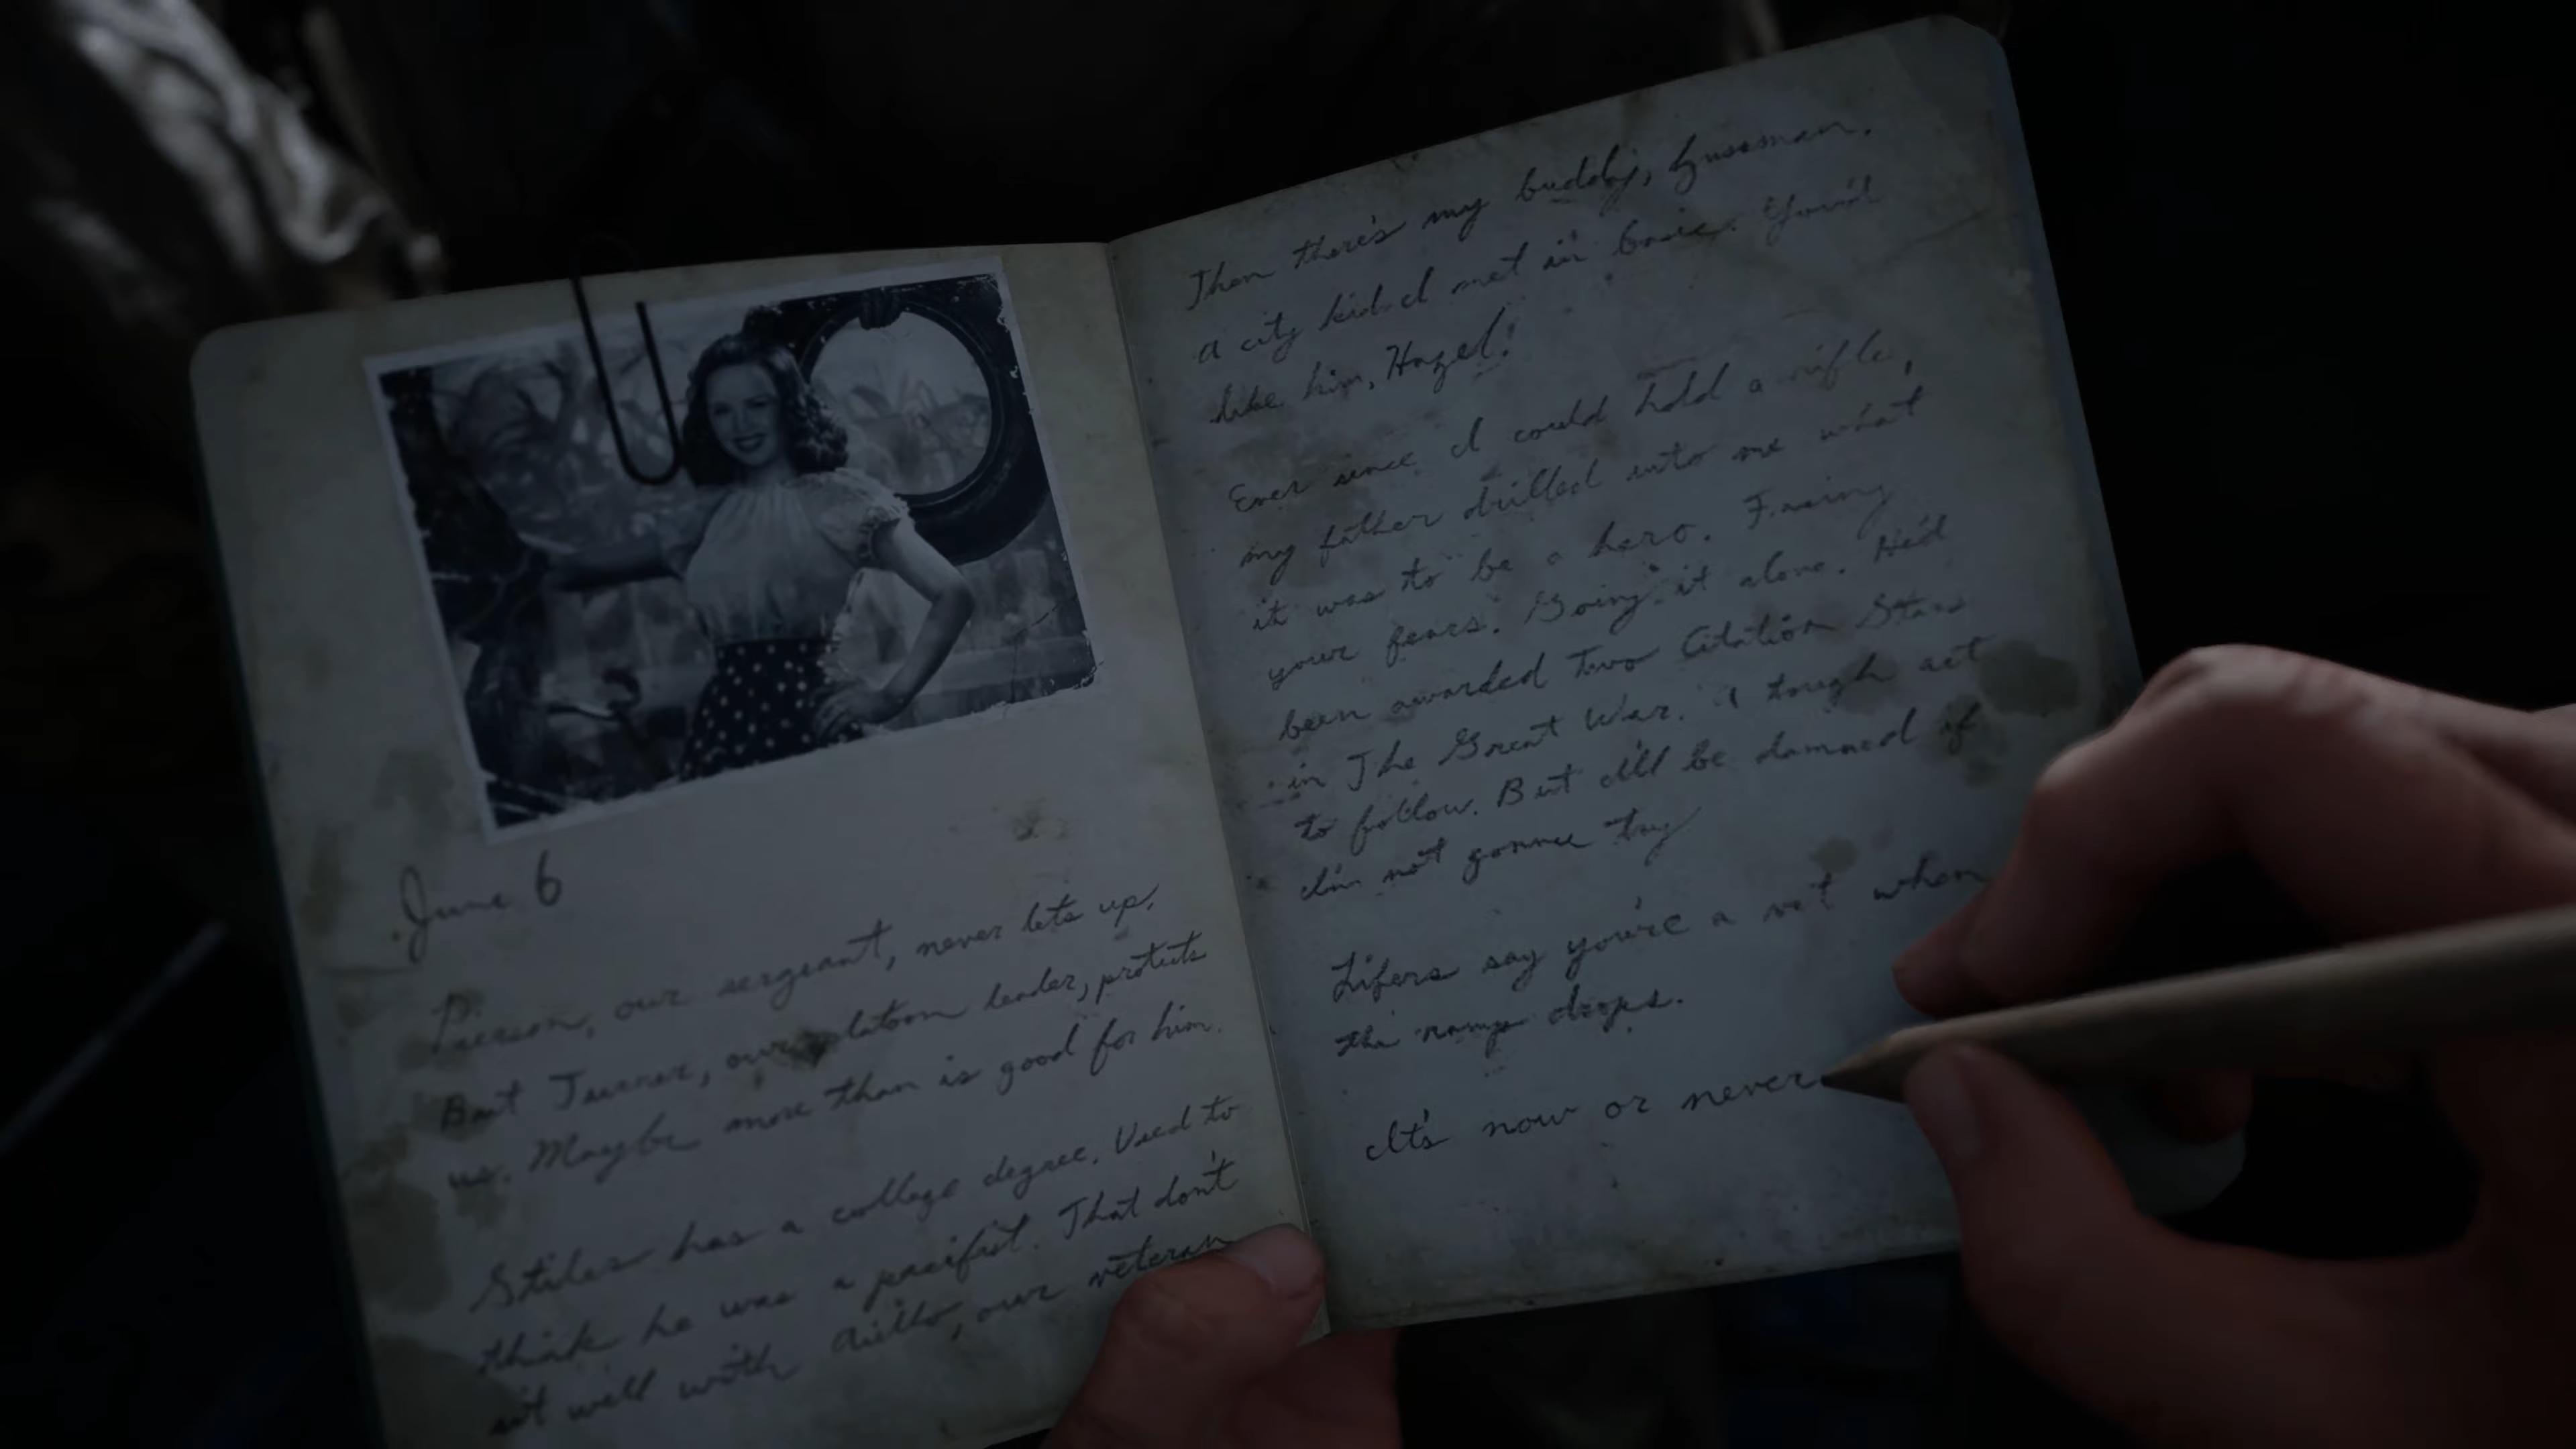 June 6
Pierson, our sergeant, never lets up.
But Turner, our platoon leader, protects
us. Maybe more than is good for him.
Stiles has a college degree. Used to
think he was a pacifist. That don't
sit well with Aiello, our veteran
Then there's my buddy, Zussman.
A city kid I met in basic. You'd
like him, Hazel!
Ever since I could hold a rifle,
my father drilled into me what
it was to be a hero. Facing
your fears. Going it alone. He'd
been awarded Two Citation Stars
in The Great War. A tough act
to follow. But I'll be damned if
I'm not gonna try
Lifers say you're a vet when
the ramp drops.
It's now or never.